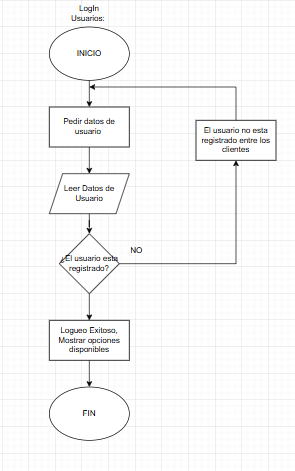 LogIn
Usuarios:
INICIO
Pedir datos de
usuario
El usuario no esta
registrado entre los
clientes
Leer Datos de
Usuario
NO
¿El usuario esta
registrado?
Logueo Exitoso,
Mostrar opciones
disponibles
FIN